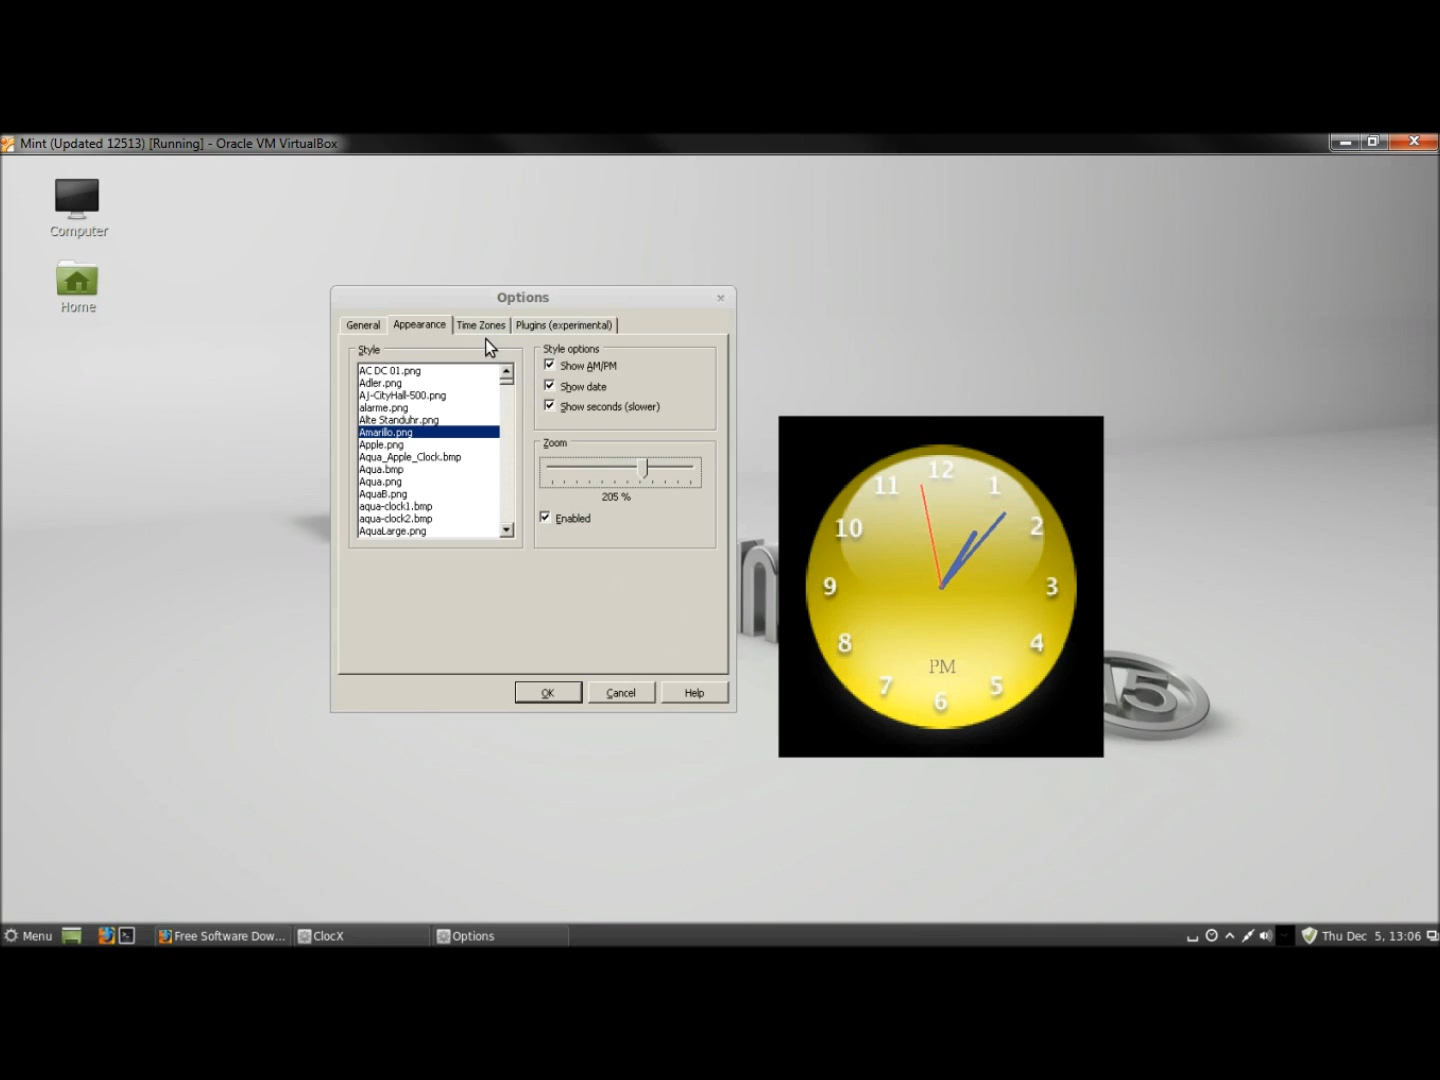 Mint (Updated 12513) [Running] - Oracle VM VirtualBox
Computer
Home
Options
General
Appearance
Time Zones
Plugins (experimental)
Style
AC DC 01.png
Adler.png
AJ-CityHall-500.png
alarme.png
Alte Standuhr.png
Amarillo.png
Apple.png
Aqua_Apple_Clock.bmp
Aqua.bmp
Aqua.png
AquaB.png
aqua-clock1.bmp
aqua-clock2.bmp
AquaLarge.png
Style options
Show AM/PM
Show date
Show seconds (slower)
Zoom
205 %
Enabled
OK
Cancel
Help
12
11
1
10
2
9
3
8
4
PM
7
5
6
15
Menu
Free Software Dow...
ClocX
Options
Thu Dec 5, 13:06